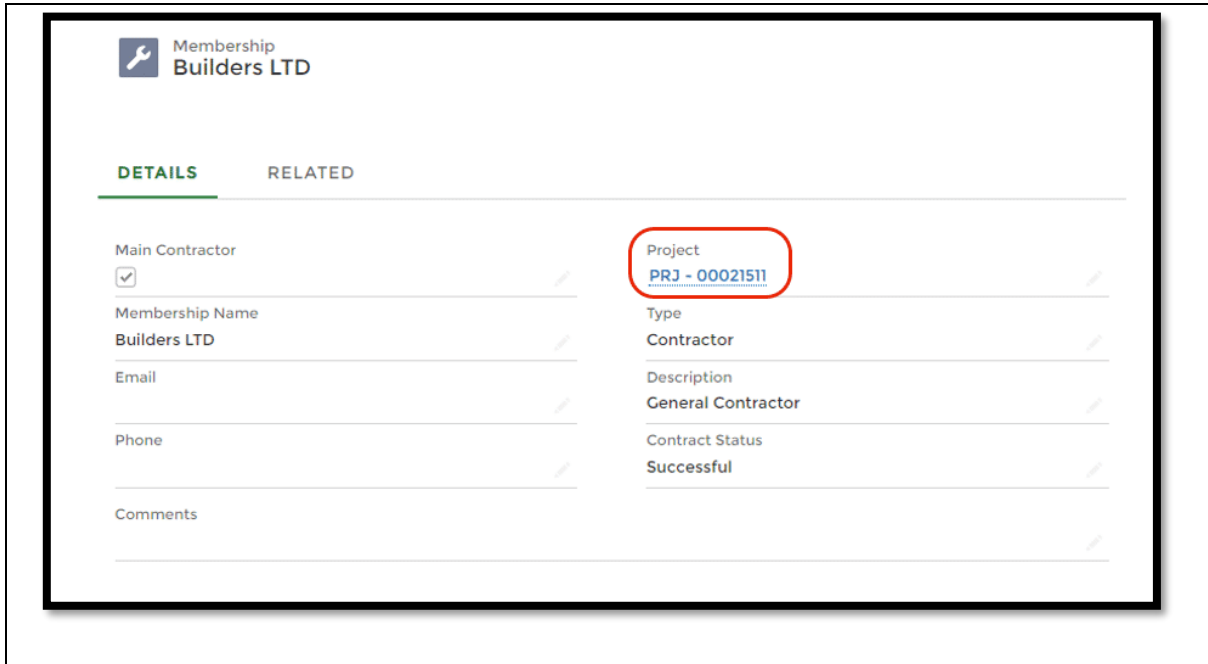 Membership
Builders LTD
DETAILS RELATED
Main Contractor
Project
PRJ - 00021511
Membership Name
Builders LTD
Type
Contractor
Email
Description
General Contractor
Phone
Contract Status
Successful
Comments